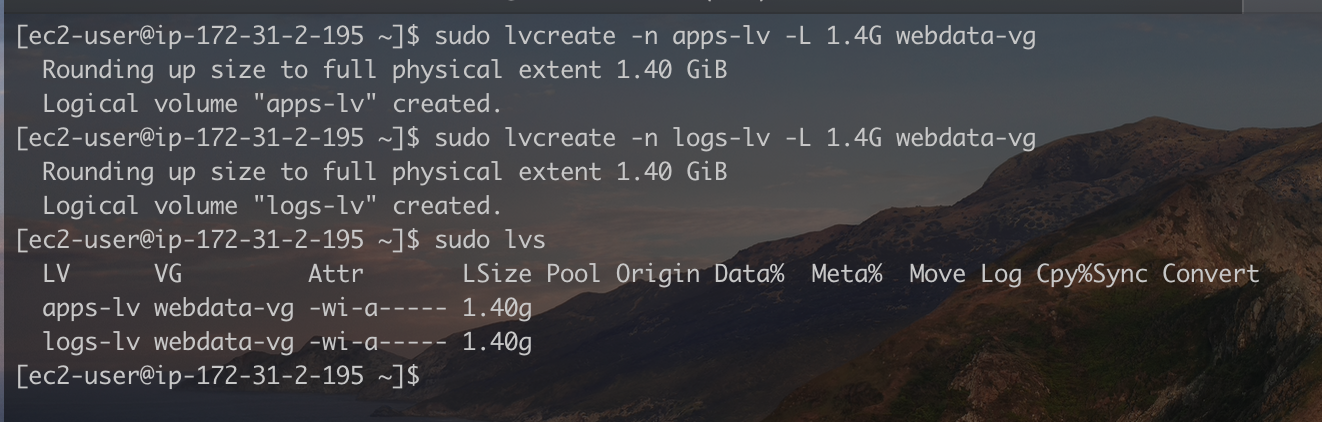 [ec2-user@ip-172-31-2-195 ~]$ sudo lvcreate -n apps-lv -L 1.4G webdata-vg
  Rounding up size to full physical extent 1.40 GiB
  Logical volume "apps-lv" created.
[ec2-user@ip-172-31-2-195 ~]$ sudo lvcreate -n logs-lv -L 1.4G webdata-vg
  Rounding up size to full physical extent 1.40 GiB
  Logical volume "logs-lv" created.
[ec2-user@ip-172-31-2-195 ~]$ sudo lvs
  LV      VG         Attr       LSize Pool Origin Data%  Meta%  Move Log Cpy%Sync Convert
  apps-lv webdata-vg -wi-a----- 1.40g
  logs-lv webdata-vg -wi-a----- 1.40g
[ec2-user@ip-172-31-2-195 ~]$